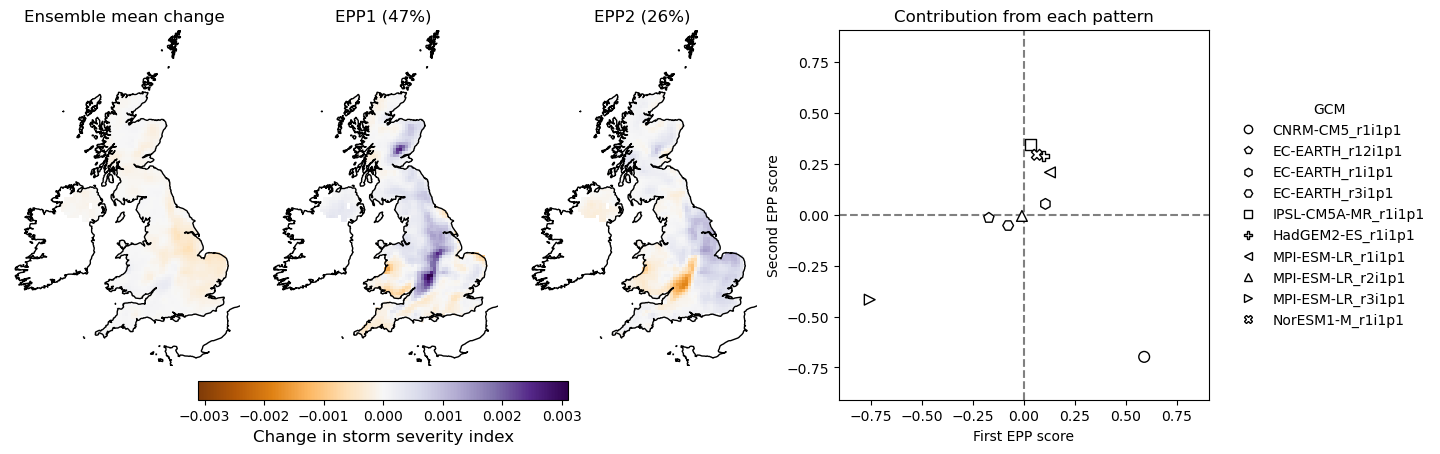 Ensemble mean change
EPP1 (47%)
EPP2 (26%)
Contribution from each pattern
−0.003 −0.002 −0.001 0.000 0.001 0.002 0.003
Change in storm severity index
Second EPP score
0.75
0.50
0.25
0.00
−0.25
−0.50
−0.75
−0.75 −0.50 −0.25 0.00 0.25 0.50 0.75
First EPP score
GCM
CNRM-CM5_r1i1p1
EC-EARTH_r12i1p1
EC-EARTH_r1i1p1
EC-EARTH_r3i1p1
IPSL-CM5A-MR_r1i1p1
HadGEM2-ES_r1i1p1
MPI-ESM-LR_r1i1p1
MPI-ESM-LR_r2i1p1
MPI-ESM-LR_r3i1p1
NorESM1-M_r1i1p1